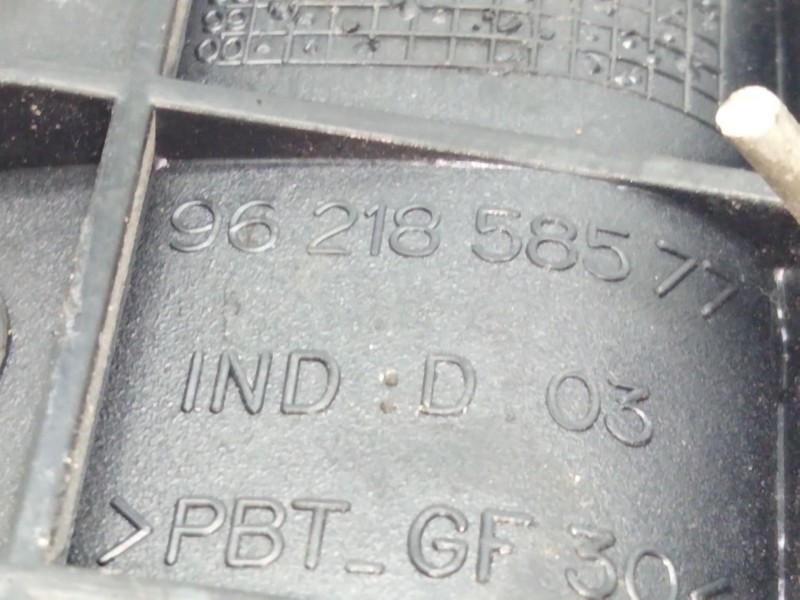 96 218 585 77
IND : D 03
>PBT_GF 30<